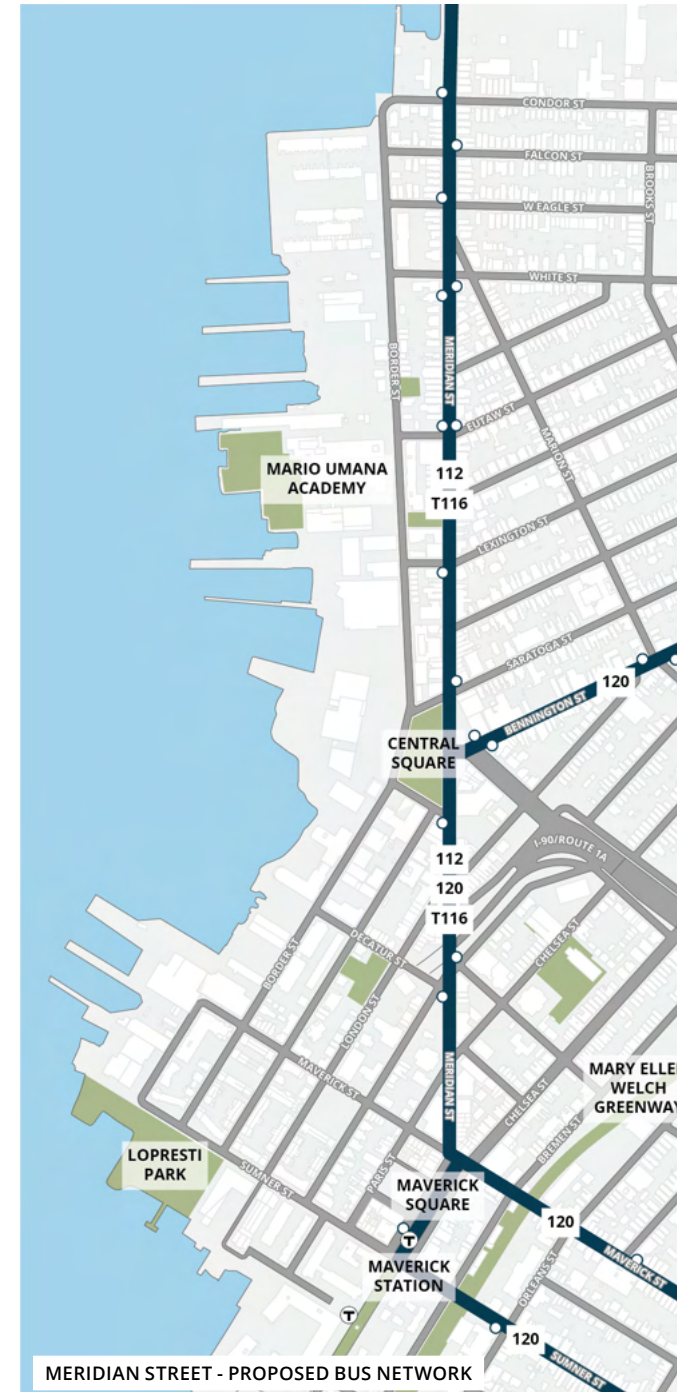 CONDOR ST
FALCON ST
BROOKS ST
W EAGLE ST
WHITE ST
BORDER ST
MERIDIAN ST
EUTAW ST
MARION ST
MARIO UMANA
ACADEMY
112
T116
LEXINGTON ST
SARATOGA ST
120
BENNINGTON ST
CENTRAL
SQUARE
I-90/ROUTE 1A
112
120
T116
DECATUR ST
CHELSEA ST
BORDER ST
LONDON ST
MAVERICK ST
MERIDIAN ST
CHELSEA ST
MARY ELLE
WELCH
GREENWAY
BREMEN ST
LOPRESTI
PARK
SUMNER ST
PARIS ST
MAVERICK
SQUARE
120
T
MAVERICK ST
MAVERICK
STATION
ORLEANS ST
T
120
SUMNER ST
MERIDIAN STREET - PROPOSED BUS NETWORK